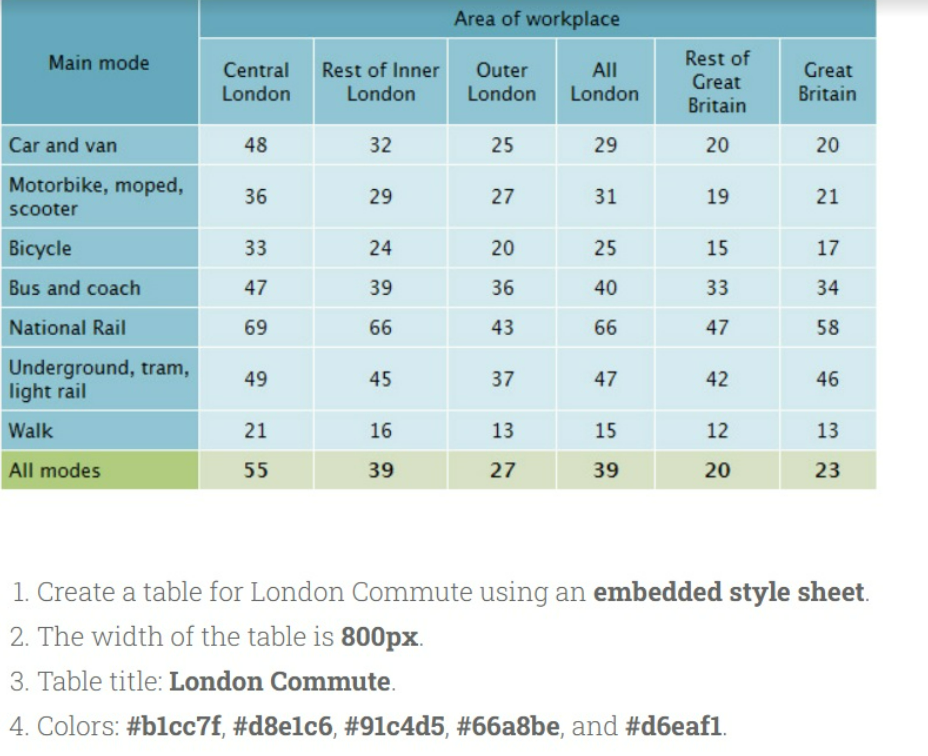 Area of workplace
Main mode
Central London
Rest of Inner London
Outer London
All London
Rest of Great Britain
Great Britain
Car and van 48 32 25 29 20 20
Motorbike, moped, scooter 36 29 27 31 19 21
Bicycle 33 24 20 25 15 17
Bus and coach 47 39 36 40 33 34
National Rail 69 66 43 66 47 58
Underground, tram, light rail 49 45 37 47 42 46
Walk 21 16 13 15 12 13
All modes 55 39 27 39 20 23
1. Create a table for London Commute using an embedded style sheet.
2. The width of the table is 800px.
3. Table title: London Commute.
4. Colors: #b1cc7f, #d8e1c6, #91c4d5, #66a8be, and #d6eaf1.